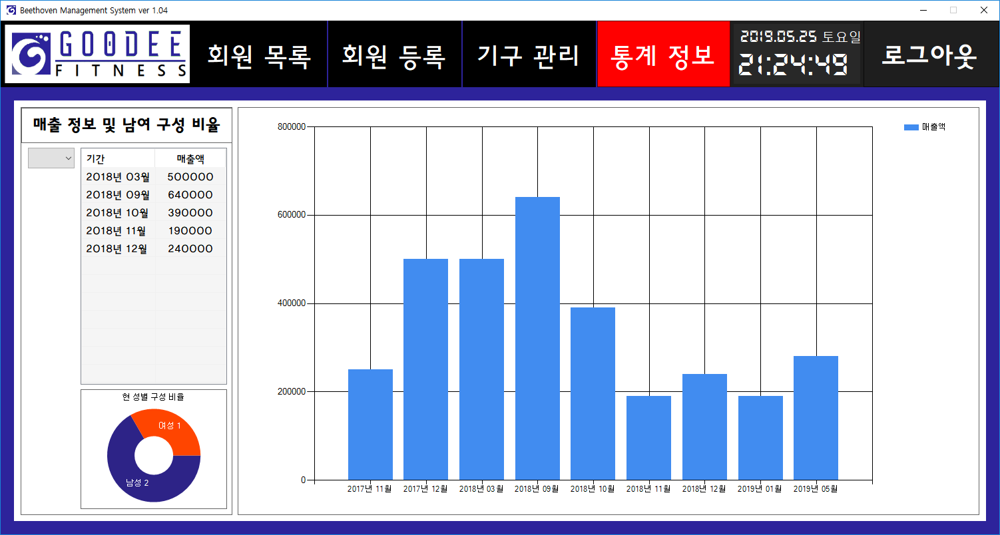 Beethoven Management System ver 1.04
GOODEE
FITNESS
회원 목록
회원 등록
기구 관리
통계 정보
2019.05.25 토요일
21:24:49
로그아웃
매출 정보 및 남여 구성 비율
기간 매출액
2018년 03월 500000
2018년 09월 640000
2018년 10월 390000
2018년 11월 190000
2018년 12월 240000
현 성별 구성 비율
여성 1
남성 2
매출액
800000
600000
400000
200000
0
2017년 11월 2017년 12월 2018년 03월 2018년 09월 2018년 10월 2018년 11월 2018년 12월 2019년 01월 2019년 05월